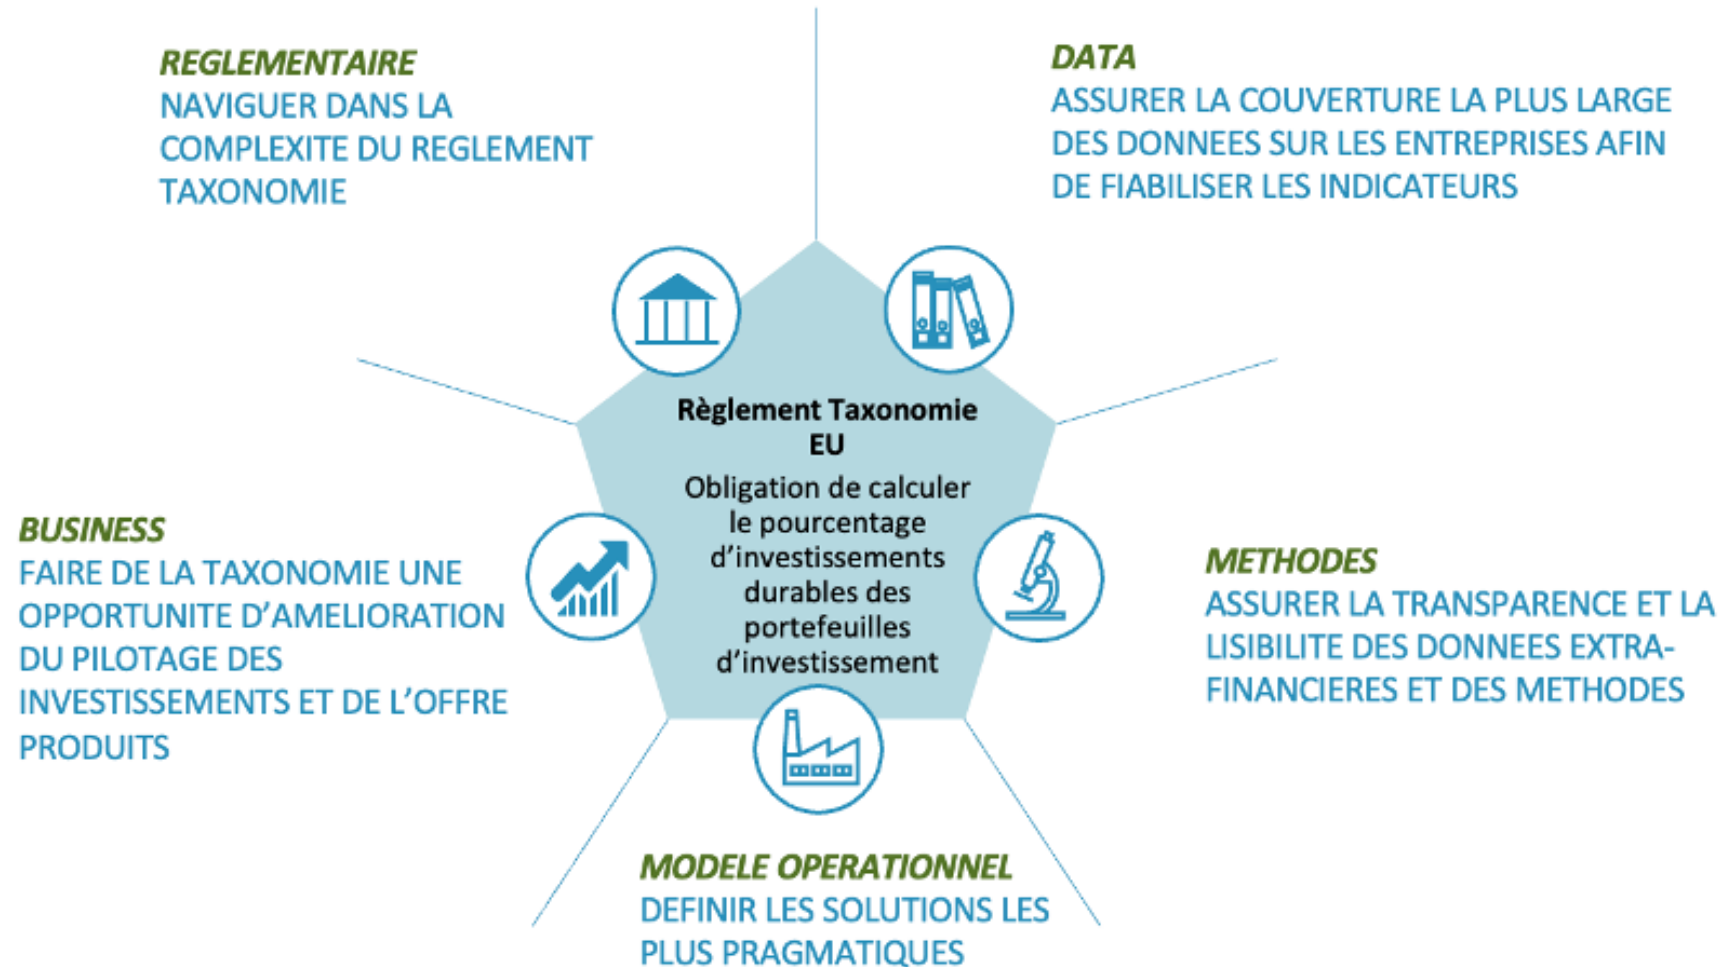 REGLEMENTAIRE
NAVIGUER DANS LA
COMPLEXITE DU REGLEMENT
TAXONOMIE
DATA
ASSURER LA COUVERTURE LA PLUS LARGE
DES DONNEES SUR LES ENTREPRISES AFIN
DE FIABILISER LES INDICATEURS
Règlement Taxonomie
EU
Obligation de calculer
le pourcentage
d’investissements
durables des
portefeuilles
d’investissement
BUSINESS
FAIRE DE LA TAXONOMIE UNE
OPPORTUNITE D’AMELIORATION
DU PILOTAGE DES
INVESTISSEMENTS ET DE L’OFFRE
PRODUITS
METHODES
ASSURER LA TRANSPARENCE ET LA
LISIBILITE DES DONNEES EXTRA-
FINANCIERES ET DES METHODES
MODELE OPERATIONNEL
DEFINIR LES SOLUTIONS LES
PLUS PRAGMATIQUES